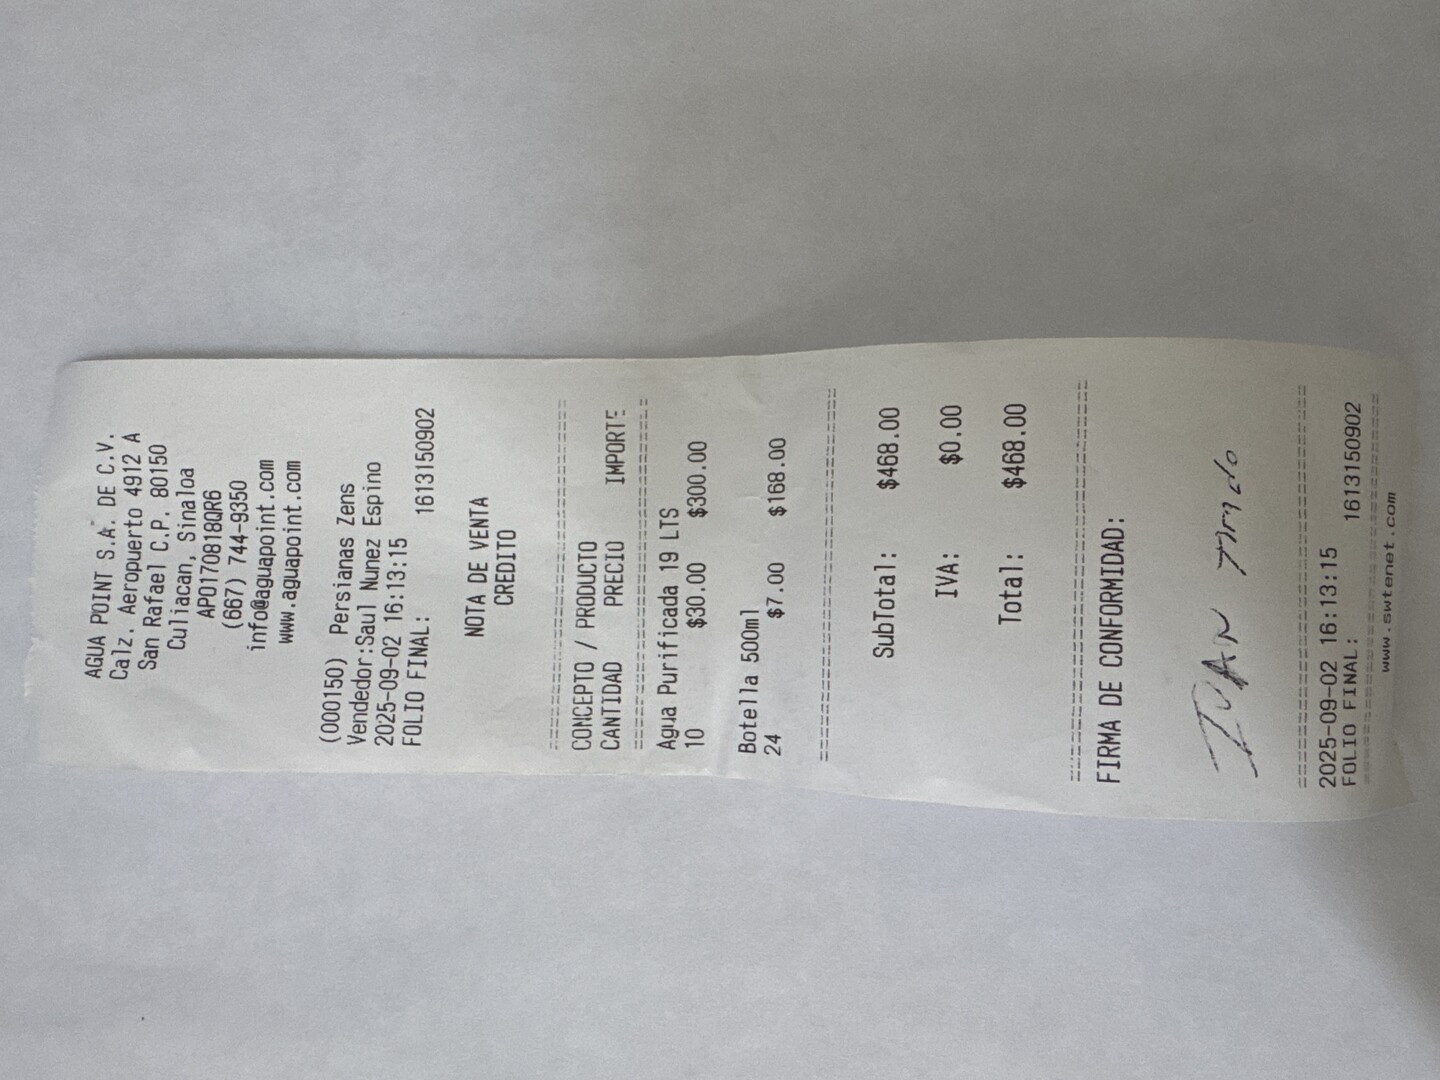 AGUA POINT S.A. DE C.V.
Calz. Aeropuerto 4912 A
San Rafael C.P. 80150
Culiacan, Sinaloa
APO170818QR6
(667) 744-9350
info@aguapoint.com
www.aguapoint.com
(000150) Persianas Zens
Vendedor:Saul Nunez Espino
2025-09-02 16:13:15
FOLIO FINAL: 1613150902
NOTA DE VENTA
CREDITO
CONCEPTO / PRODUCTO
CANTIDAD PRECIO IMPORTE
Agua Purificada 19 LTS
10 $30.00 $300.00
Botella 500ml
24 $7.00 $168.00
SubTotal: $468.00
IVA: $0.00
Total: $468.00
FIRMA DE CONFORMIDAD:
IVAN
2025-09-02 16:13:15
FOLIO FINAL: 1613150902
www.swtenet.com